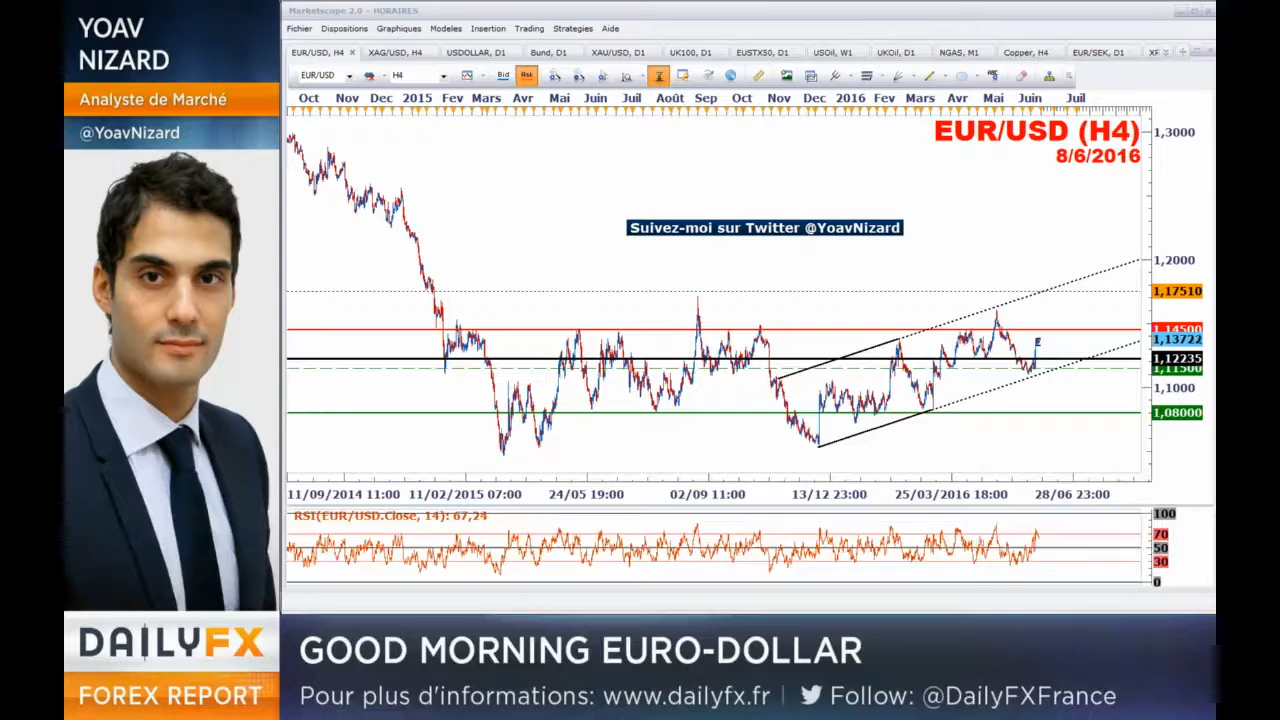 YOAV
NIZARD
Analyste de Marché
@YoavNizard
Marketscope 2.0 - HORAIRES
Fichier Dispositions Graphiques Modeles Insertion Trading Strategies Aide
EUR/USD, H4 XAG/USD, H4 USDOLLAR, D1 Bund, D1 XAU/USD, D1 UK100, D1 EUSTX50, D1 USOil, W1 UKOil, D1 NGAS, M1 Copper, H4 EUR/SEK, D1 XF
EUR/USD H4 Bid Ask
Oct Nov Dec 2015 Fev Mars Avr Mai Juin Juil Août Sep Oct Nov Dec 2016 Fev Mars Avr Mai Juin Juil
EUR/USD (H4)
8/6/2016
Suivez-moi sur Twitter @YoavNizard
1,3000
1,2000
1,17510
1,14500
1,13722
1,12235
1,11500
1,1000
1,08000
11/09/2014 11:00 11/02/2015 07:00 24/05 19:00 02/09 11:00 13/12 23:00 25/03/2016 18:00 28/06 23:00
RSI(EUR/USD.Close, 14): 67,24
100
70
50
30
0
DAILYFX
FOREX REPORT
GOOD MORNING EURO-DOLLAR
Pour plus d'informations: www.dailyfx.fr | Follow: @DailyFXFrance